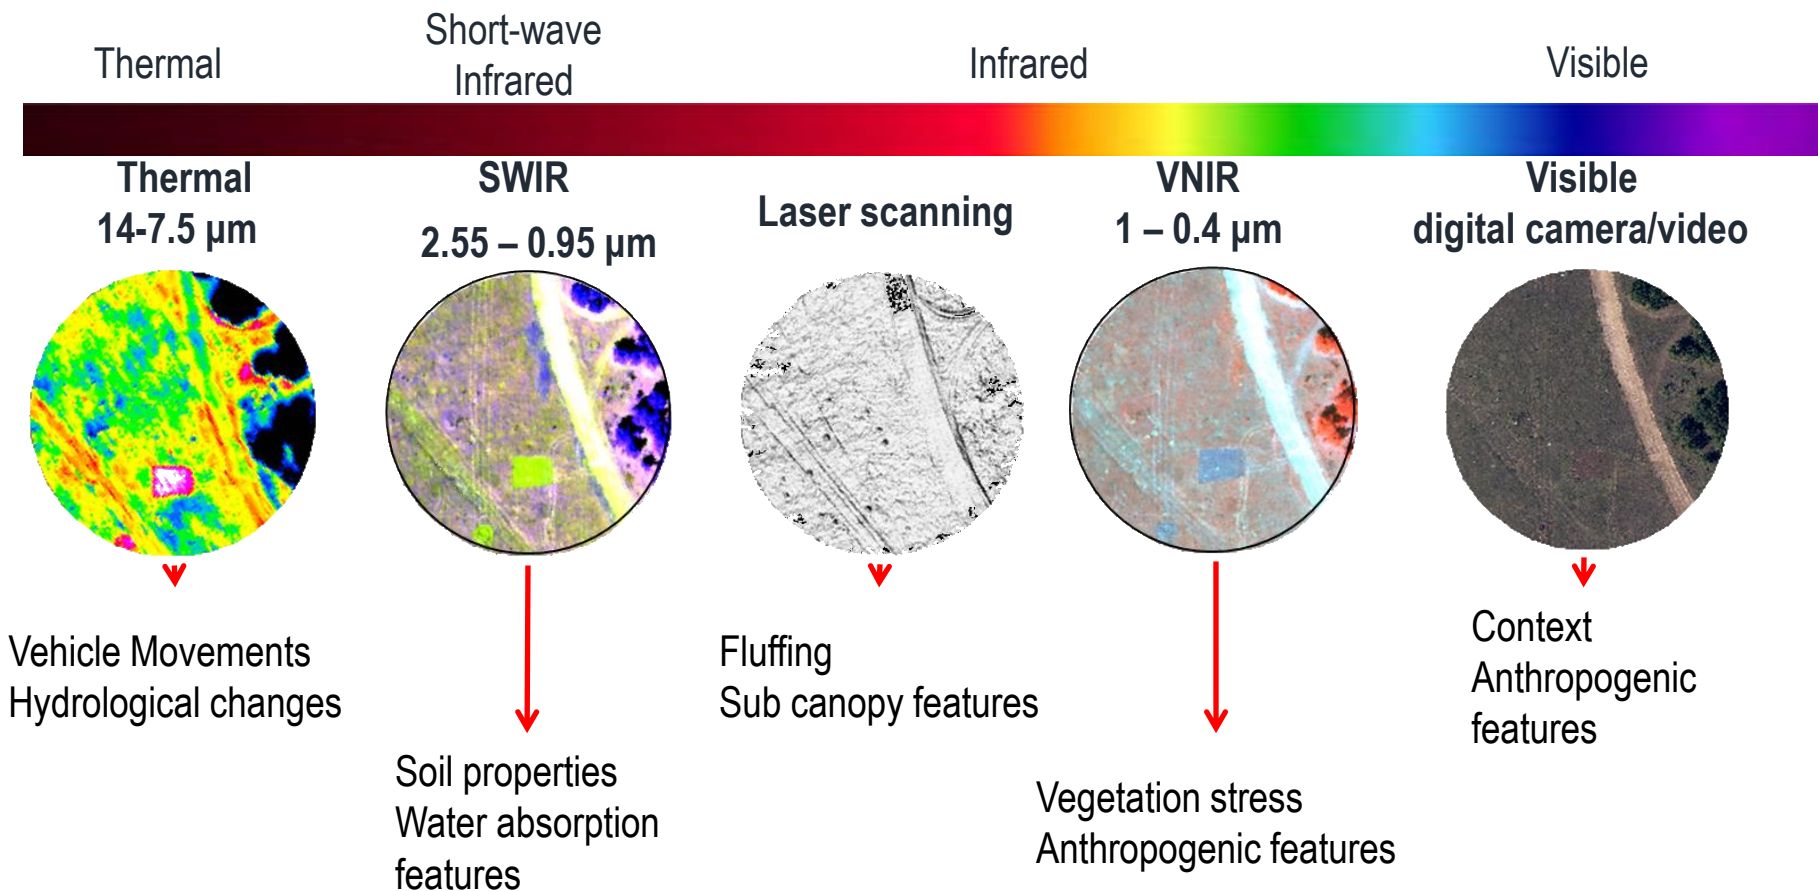 Thermal
Short-wave
Infrared
Infrared
Visible
Thermal
14-7.5 µm
SWIR
2.55 – 0.95 µm
Laser scanning
VNIR
1 – 0.4 µm
Visible
digital camera/video
Vehicle Movements
Hydrological changes
Soil properties
Water absorption
features
Fluffing
Sub canopy features
Vegetation stress
Anthropogenic features
Context
Anthropogenic
features